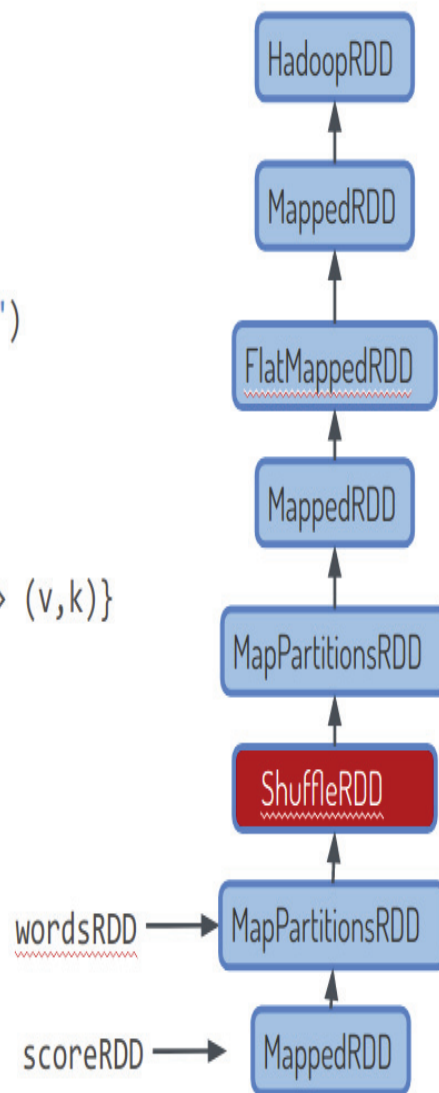 HadoopRDD
MappedRDD
")
FlatMappedRDD
MappedRDD
> (v,k)}
MapPartitionsRDD
ShuffleRDD
wordsRDD MapPartitionsRDD
scoreRDD MappedRDD